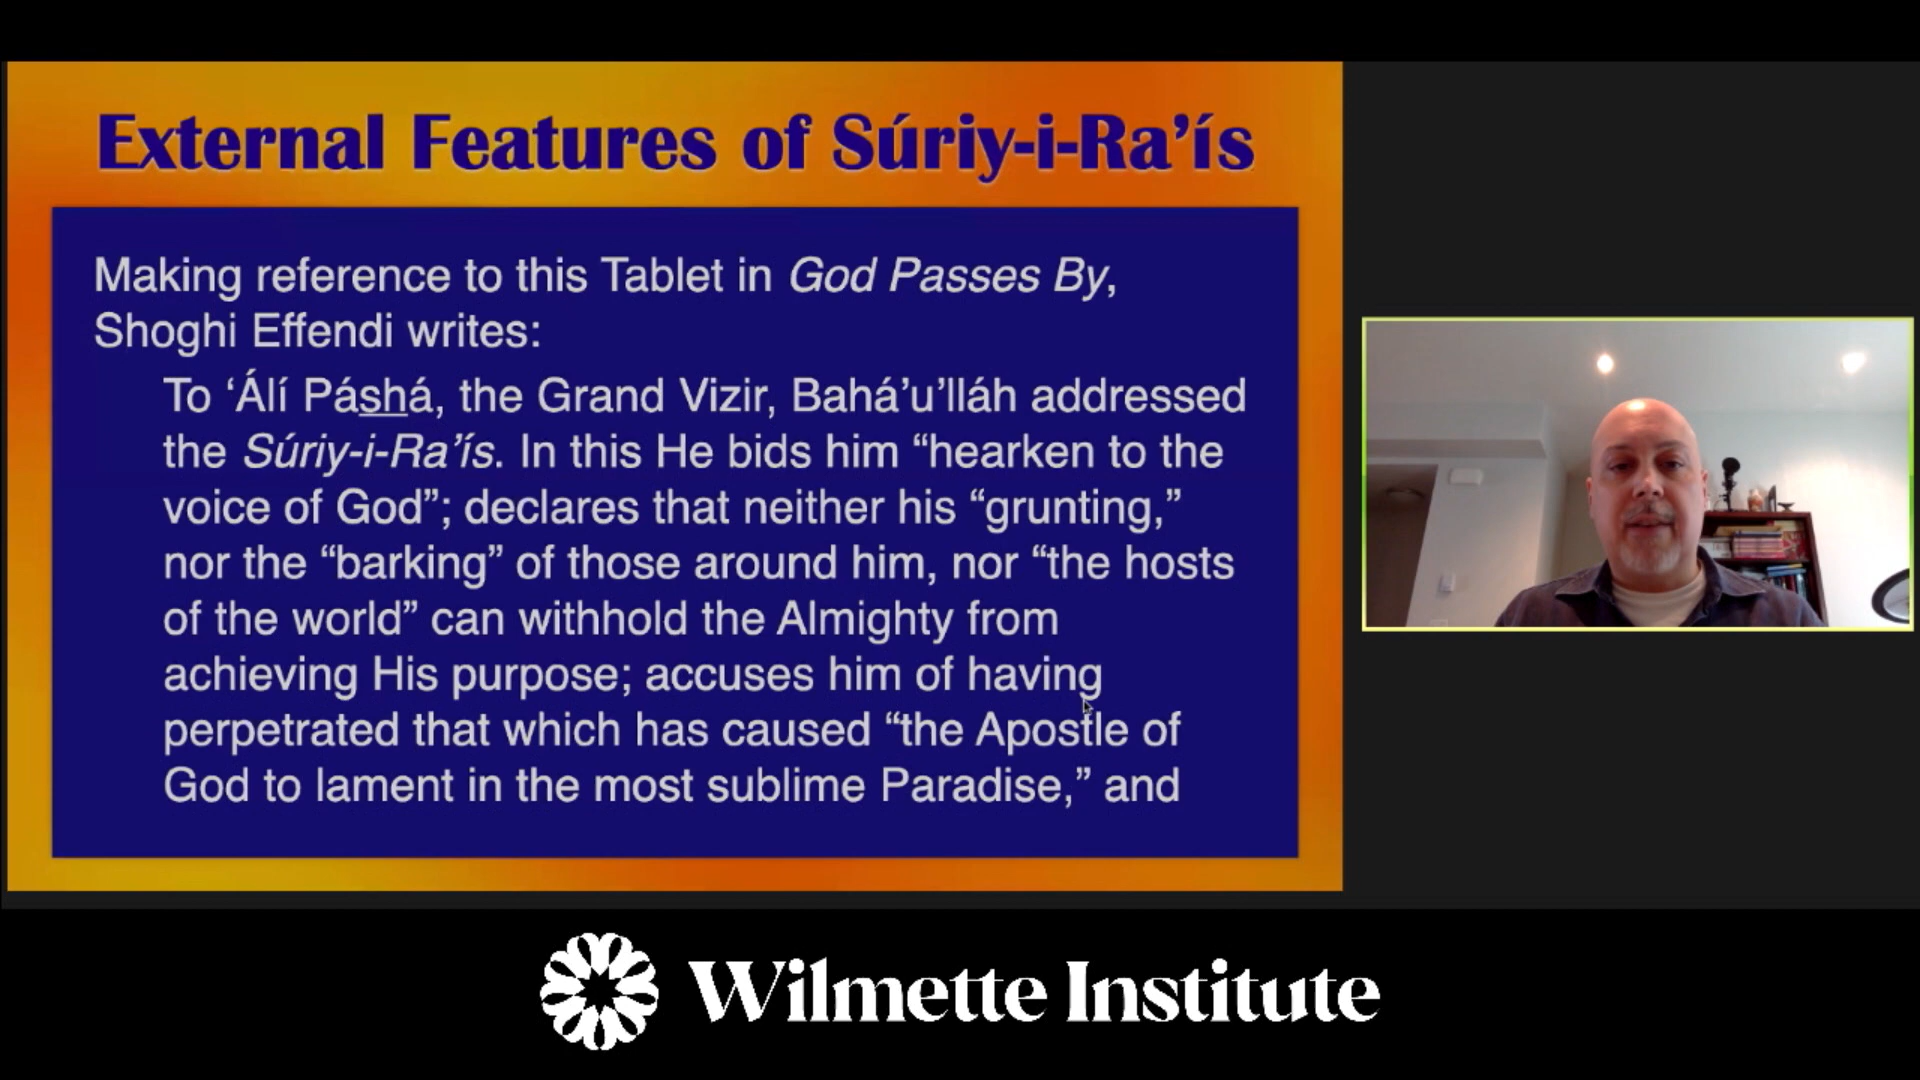 External Features of Súriy-i-Ra’ís
Making reference to this Tablet in God Passes By,
Shoghi Effendi writes:
To ‘Álí Páshá, the Grand Vizir, Bahá’u’lláh addressed
the Súriy-i-Ra’ís. In this He bids him “hearken to the
voice of God”; declares that neither his “grunting,”
nor the “barking” of those around him, nor “the hosts
of the world” can withhold the Almighty from
achieving His purpose; accuses him of having
perpetrated that which has caused “the Apostle of
God to lament in the most sublime Paradise,” and
Wilmette Institute